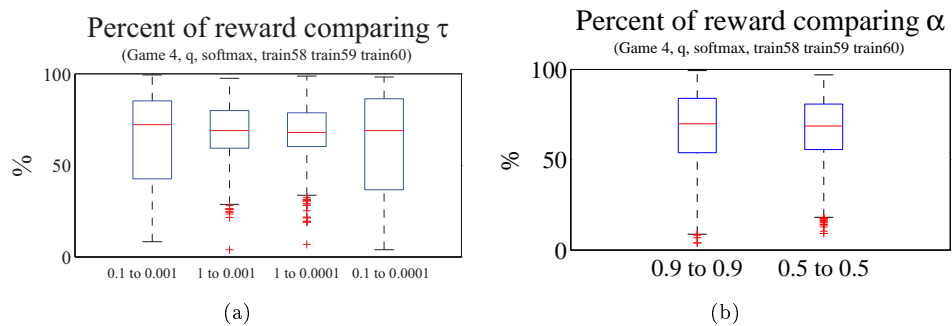 Percent of reward comparing τ
(Game 4, q, softmax, train58 train59 train60)
100
50
0
%
0.1 to 0.001 1 to 0.001 1 to 0.0001 0.1 to 0.0001
(a)
Percent of reward comparing α
(Game 4, q, softmax, train58 train59 train60)
100
50
0
%
0.9 to 0.9 0.5 to 0.5
(b)